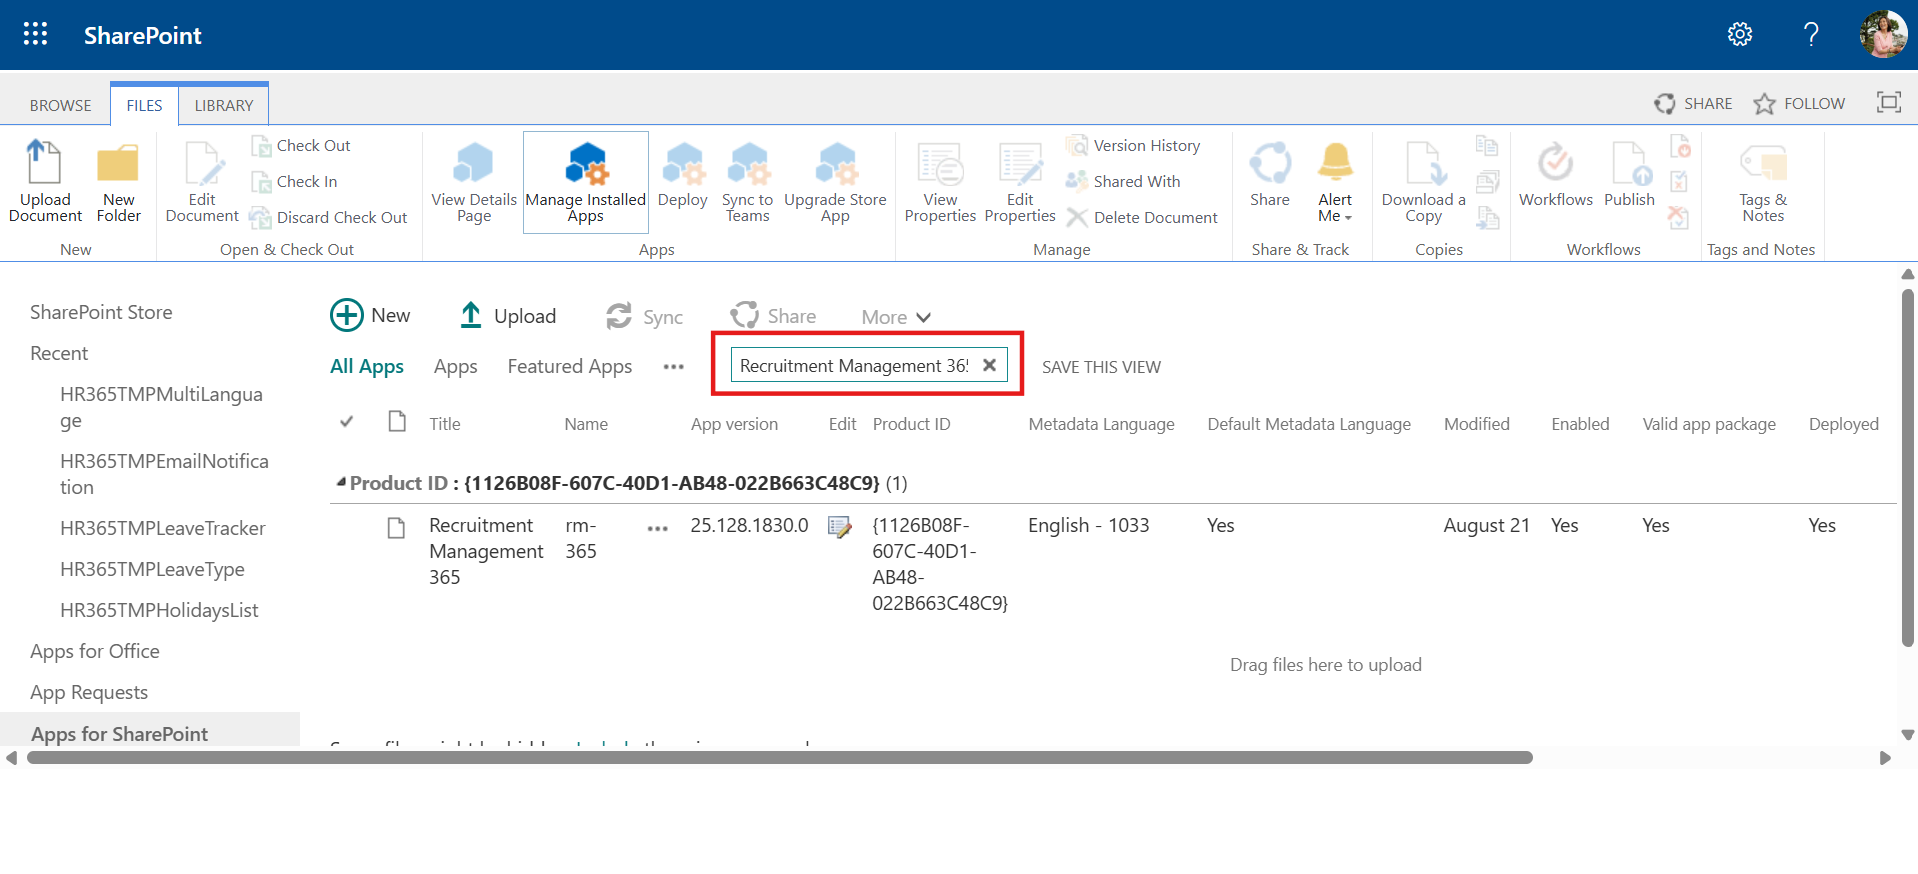 SharePoint
BROWSE FILES LIBRARY SHARE FOLLOW
Upload Document
New Folder
New
Edit Document
Check Out
Check In
Discard Check Out
Open & Check Out
View Details Page
Manage Installed Apps
Deploy
Sync to Teams
Upgrade Store App
Apps
View Properties
Edit Properties
Version History
Shared With
Delete Document
Manage
Share
Alert Me
Share & Track
Download a Copy
Copies
Workflows
Publish
Workflows
Tags & Notes
Tags and Notes
SharePoint Store
Recent
HR365TMPMultiLangua
ge
HR365TMPEmailNotifica
tion
HR365TMPLeaveTracker
HR365TMPLeaveType
HR365TMPHolidaysList
Apps for Office
App Requests
Apps for SharePoint
New Upload Sync Share More
All Apps Apps Featured Apps ••• Recruitment Management 365 SAVE THIS VIEW
Title Name App version Edit Product ID Metadata Language Default Metadata Language Modified Enabled Valid app package Deployed
Product ID : {1126B08F-607C-40D1-AB48-022B663C48C9} (1)
Recruitment rm- ••• 25.128.1830.0 {1126B08F- English - 1033 Yes August 21 Yes Yes Yes
Management 365 607C-40D1-
365 AB48-
022B663C48C9}
Drag files here to upload